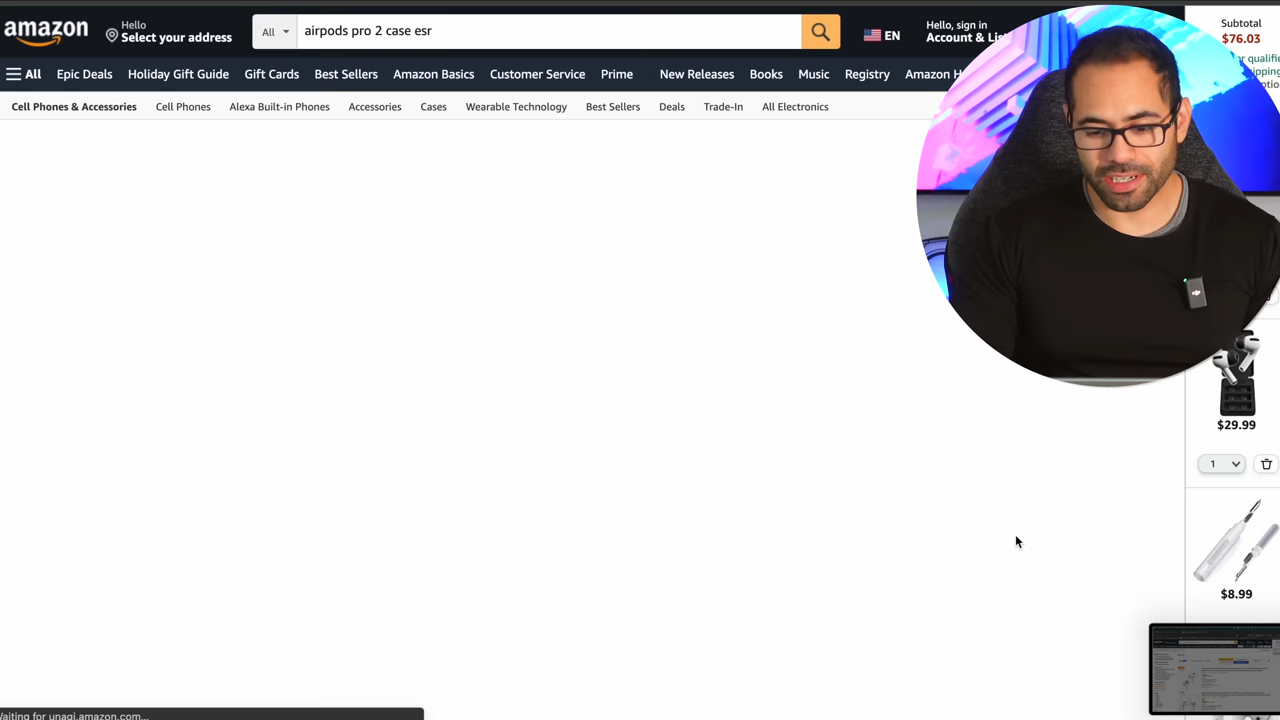 amazon
Hello
Select your address
All
airpods pro 2 case esr
EN
Hello, sign in
Account &
Subtotal
$76.03
All
Epic Deals
Holiday Gift Guide
Gift Cards
Best Sellers
Amazon Basics
Customer Service
Prime
New Releases
Books
Music
Registry
Amazon
Cell Phones & Accessories
Cell Phones
Alexa Built-in Phones
Accessories
Cases
Wearable Technology
Best Sellers
Deals
Trade-In
All Electronics
$29.99
1
$8.99
Waiting for unagi.amazon.com...